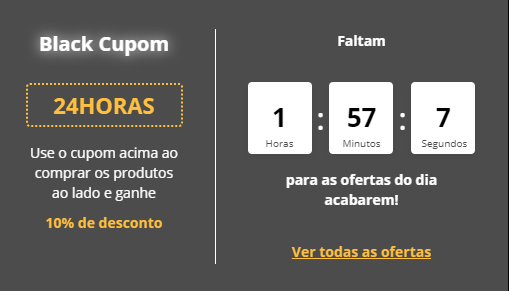 Black Cupom
24HORAS
Use o cupom acima ao
comprar os produtos
ao lado e ganhe
10% de desconto
Faltam
1 : 57 : 7
Horas Minutos Segundos
para as ofertas do dia
acabarem!
Ver todas as ofertas